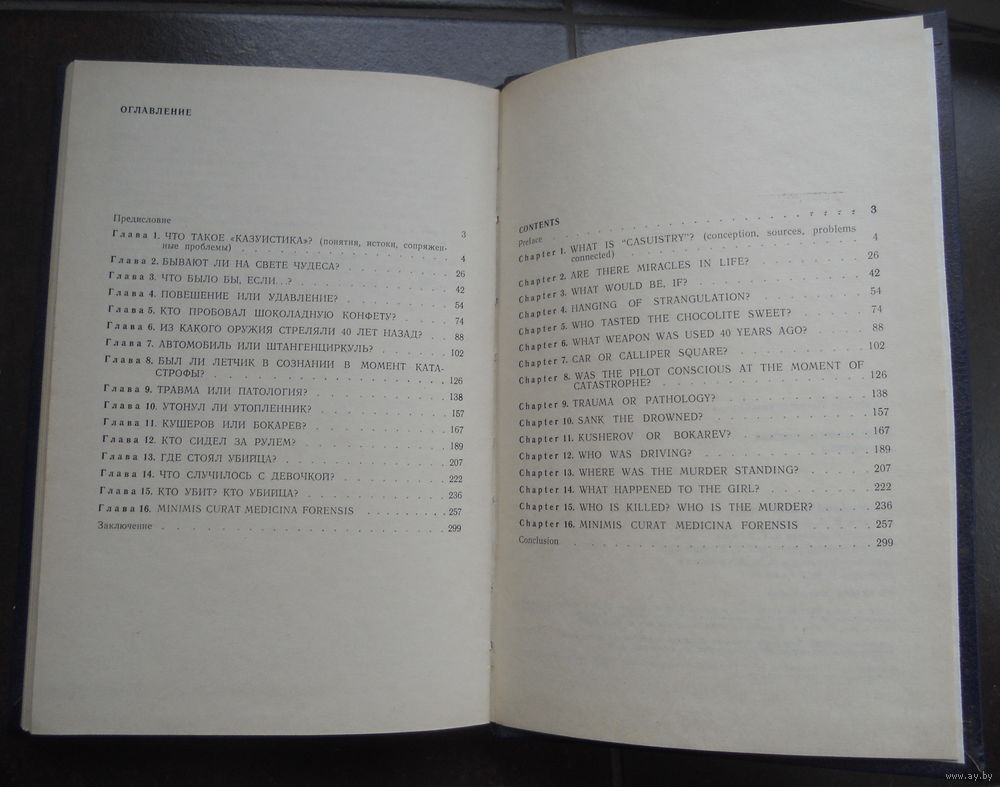 ОГЛАВЛЕНИЕ
Предисловие 3
Глава 1. ЧТО ТАКОЕ «КАЗУИСТИКА»? (понятия, истоки, сопряжен-
ные проблемы) . . . . . . . . . . . . . 4
Глава 2. БЫВАЮТ ЛИ НА СВЕТЕ ЧУДЕСА? . . . . . . . 26
Глава 3. ЧТО БЫЛО БЫ, ЕСЛИ...? . . . . . . . . . 42
Глава 4. ПОВЕШЕНИЕ ИЛИ УДАВЛЕНИЕ? . . . . . . . 54
Глава 5. КТО ПРОБОВАЛ ШОКОЛАДНУЮ КОНФЕТУ? . . . . 74
Глава 6. ИЗ КАКОГО ОРУЖИЯ СТРЕЛЯЛИ 40 ЛЕТ НАЗАД? . . 88
Глава 7. АВТОМОБИЛЬ ИЛИ ШТАНГЕНЦИРКУЛЬ? . . . . . 102
Глава 8. БЫЛ ЛИ ЛЕТЧИК В СОЗНАНИИ В МОМЕНТ КАТА-
СТРОФЫ? . . . . . . . . . . . . . . 126
Глава 9. ТРАВМА ИЛИ ПАТОЛОГИЯ? . . . . . . . . 138
Глава 10. УТОНУЛ ЛИ УТОПЛЕННИК? . . . . . . . . 157
Глава 11. КУШЕРОВ ИЛИ БОКАРЕВ? . . . . . . . . 167
Глава 12. КТО СИДЕЛ ЗА РУЛЕМ? . . . . . . . . . 189
Глава 13. ГДЕ СТОЯЛ УБИЙЦА? . . . . . . . . . 207
Глава 14. ЧТО СЛУЧИЛОСЬ С ДЕВОЧКОЙ? . . . . . . 222
Глава 15. КТО УБИТ? КТО УБИЙЦА? . . . . . . . . 236
Глава 16. MINIMIS CURAT MEDICINA FORENSIS . . . . . 257
Заключение . . . . . . . . . . . . . . . . 299
CONTENTS
Preface . . . . . . . . . . . . . . . . 3
Chapter 1. WHAT IS “CASUISTRY”? (conception, sources, problems
connected) . . . . . . . . . . . . . 4
Chapter 2. ARE THERE MIRACLES IN LIFE? . . . . . . 26
Chapter 3. WHAT WOULD BE, IF? . . . . . . . . . 42
Chapter 4. HANGING OF STRANGULATION? . . . . . . 54
Chapter 5. WHO TASTED THE CHOCOLITE SWEET? . . . . 74
Chapter 6. WHAT WEAPON WAS USED 40 YEARS AGO? . . 88
Chapter 7. CAR OR CALLIPER SQUARE? . . . . . . . 102
Chapter 8. WAS THE PILOT CONSCIOUS AT THE MOMENT OF
CATASTROPHE? . . . . . . . . . . . . 126
Chapter 9. TRAUMA OR PATHOLOGY? . . . . . . . . 138
Chapter 10. SANK THE DROWNED? . . . . . . . . . 157
Chapter 11. KUSHEROV OR BOKAREV? . . . . . . . . 167
Chapter 12. WHO WAS DRIVING? . . . . . . . . . 189
Chapter 13. WHERE WAS THE MURDER STANDING? . . . . 207
Chapter 14. WHAT HAPPENED TO THE GIRL? . . . . . . 222
Chapter 15. WHO IS KILLED? WHO IS THE MURDER? . . . 236
Chapter 16. MINIMIS CURAT MEDICINA FORENSIS . . . . 257
Conclusion . . . . . . . . . . . . . . . . 299
www.ay.by